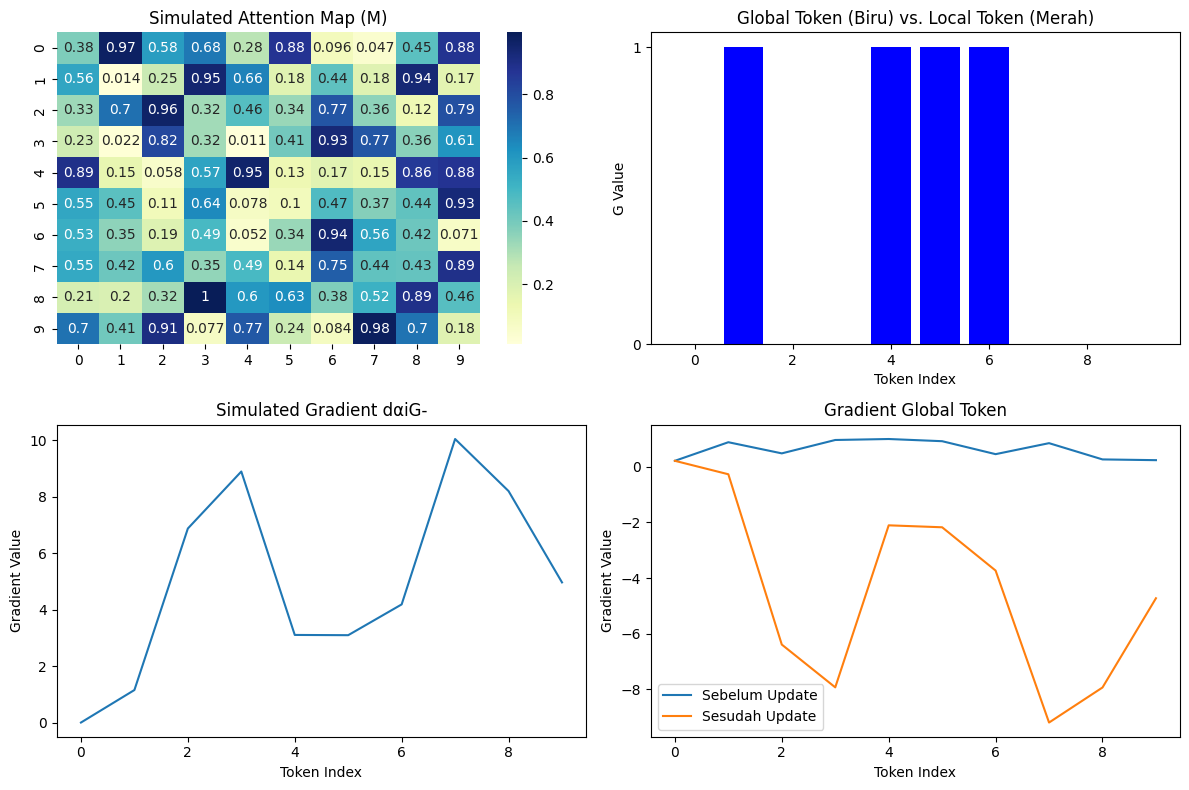 Simulated Attention Map (M)
0 0.38 0.97 0.58 0.68 0.28 0.88 0.096 0.047 0.45 0.88
1 0.56 0.014 0.25 0.95 0.66 0.18 0.44 0.18 0.94 0.17
2 0.33 0.7 0.96 0.32 0.46 0.34 0.77 0.36 0.12 0.79
3 0.23 0.022 0.82 0.32 0.011 0.41 0.93 0.77 0.36 0.61
4 0.89 0.15 0.058 0.57 0.95 0.13 0.17 0.15 0.86 0.88
5 0.55 0.45 0.11 0.64 0.078 0.1 0.47 0.37 0.44 0.93
6 0.53 0.35 0.19 0.49 0.052 0.34 0.94 0.56 0.42 0.071
7 0.55 0.42 0.6 0.35 0.49 0.14 0.75 0.44 0.43 0.89
8 0.21 0.2 0.32 1 0.6 0.63 0.38 0.52 0.89 0.46
9 0.7 0.41 0.91 0.077 0.77 0.24 0.084 0.98 0.7 0.18
0 1 2 3 4 5 6 7 8 9
0.8
0.6
0.4
0.2
Global Token (Biru) vs. Local Token (Merah)
G Value
1
0
0 2 4 6 8
Token Index
Simulated Gradient dαiG-
Gradient Value
10
8
6
4
2
0
0 2 4 6 8
Token Index
Gradient Global Token
Gradient Value
0
−2
−4
−6
−8
Sebelum Update
Sesudah Update
0 2 4 6 8
Token Index